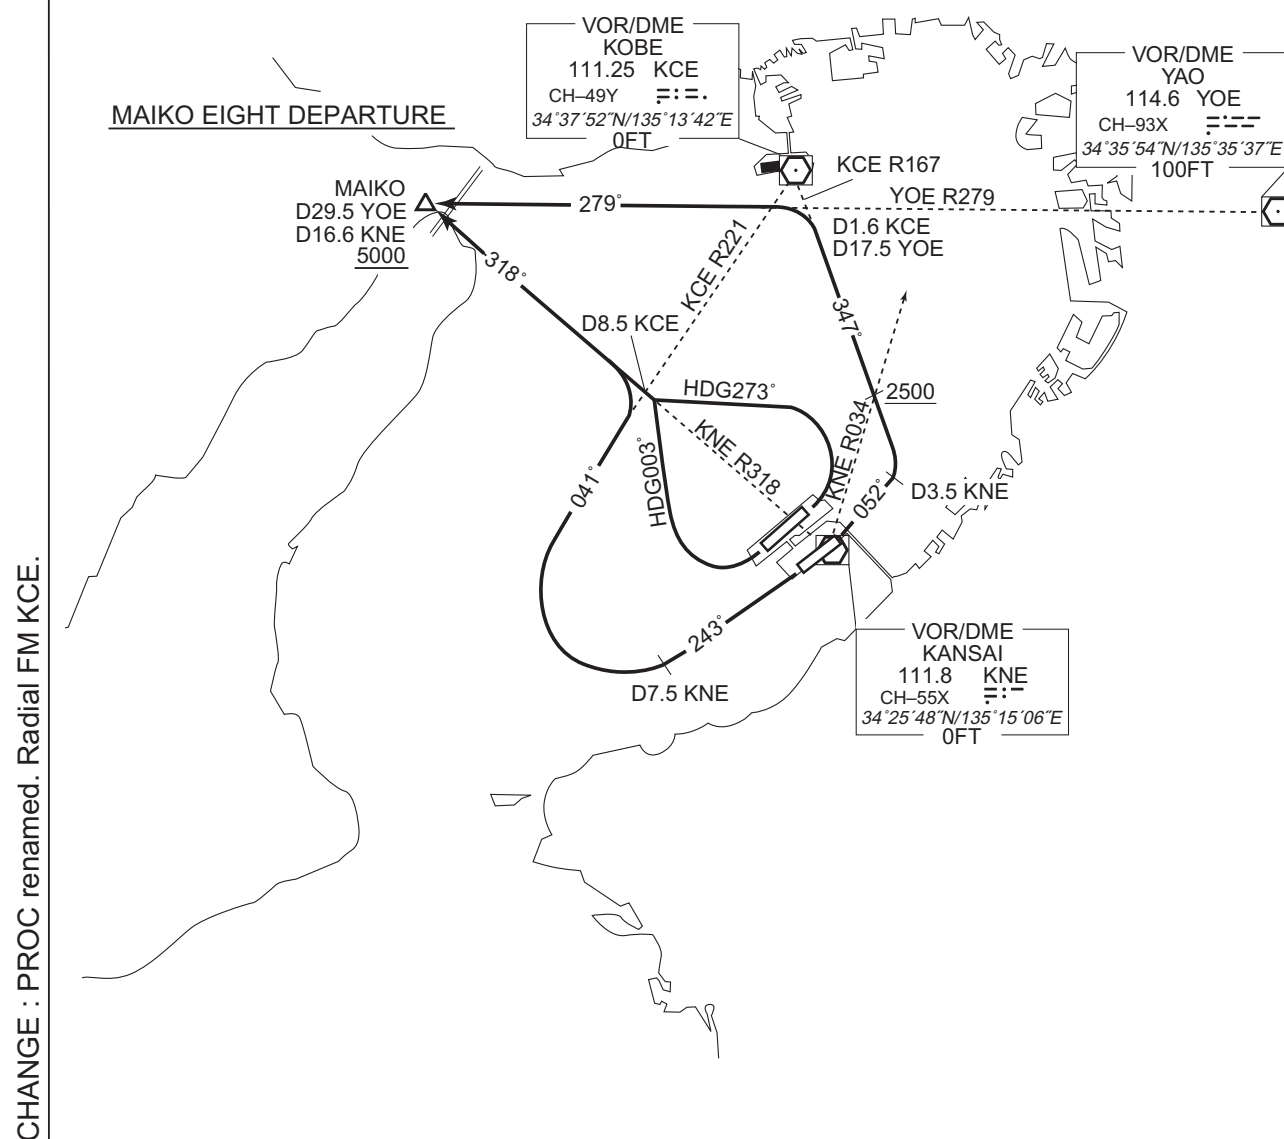 VOR/DME
KOBE
111.25 KCE
CH–49Y
34°37´52˝N/135°13´42˝E
0FT
VOR/DME
YAO
114.6 YOE
CH–93X
34°35´54˝N/135°35´37˝E
100FT
MAIKO EIGHT DEPARTURE
KCE R167
YOE R279
MAIKO
D29.5 YOE
D16.6 KNE
5000
279°
D1.6 KCE
D17.5 YOE
318°
KCE R221
347°
D8.5 KCE
HDG273°
2500
KNE R034
KNE R318
HDG003°
041°
052°
D3.5 KNE
243°
D7.5 KNE
VOR/DME
KANSAI
111.8 KNE
CH–55X
34°25´48˝N/135°15´06˝E
0FT
CHANGE : PROC renamed. Radial FM KCE.